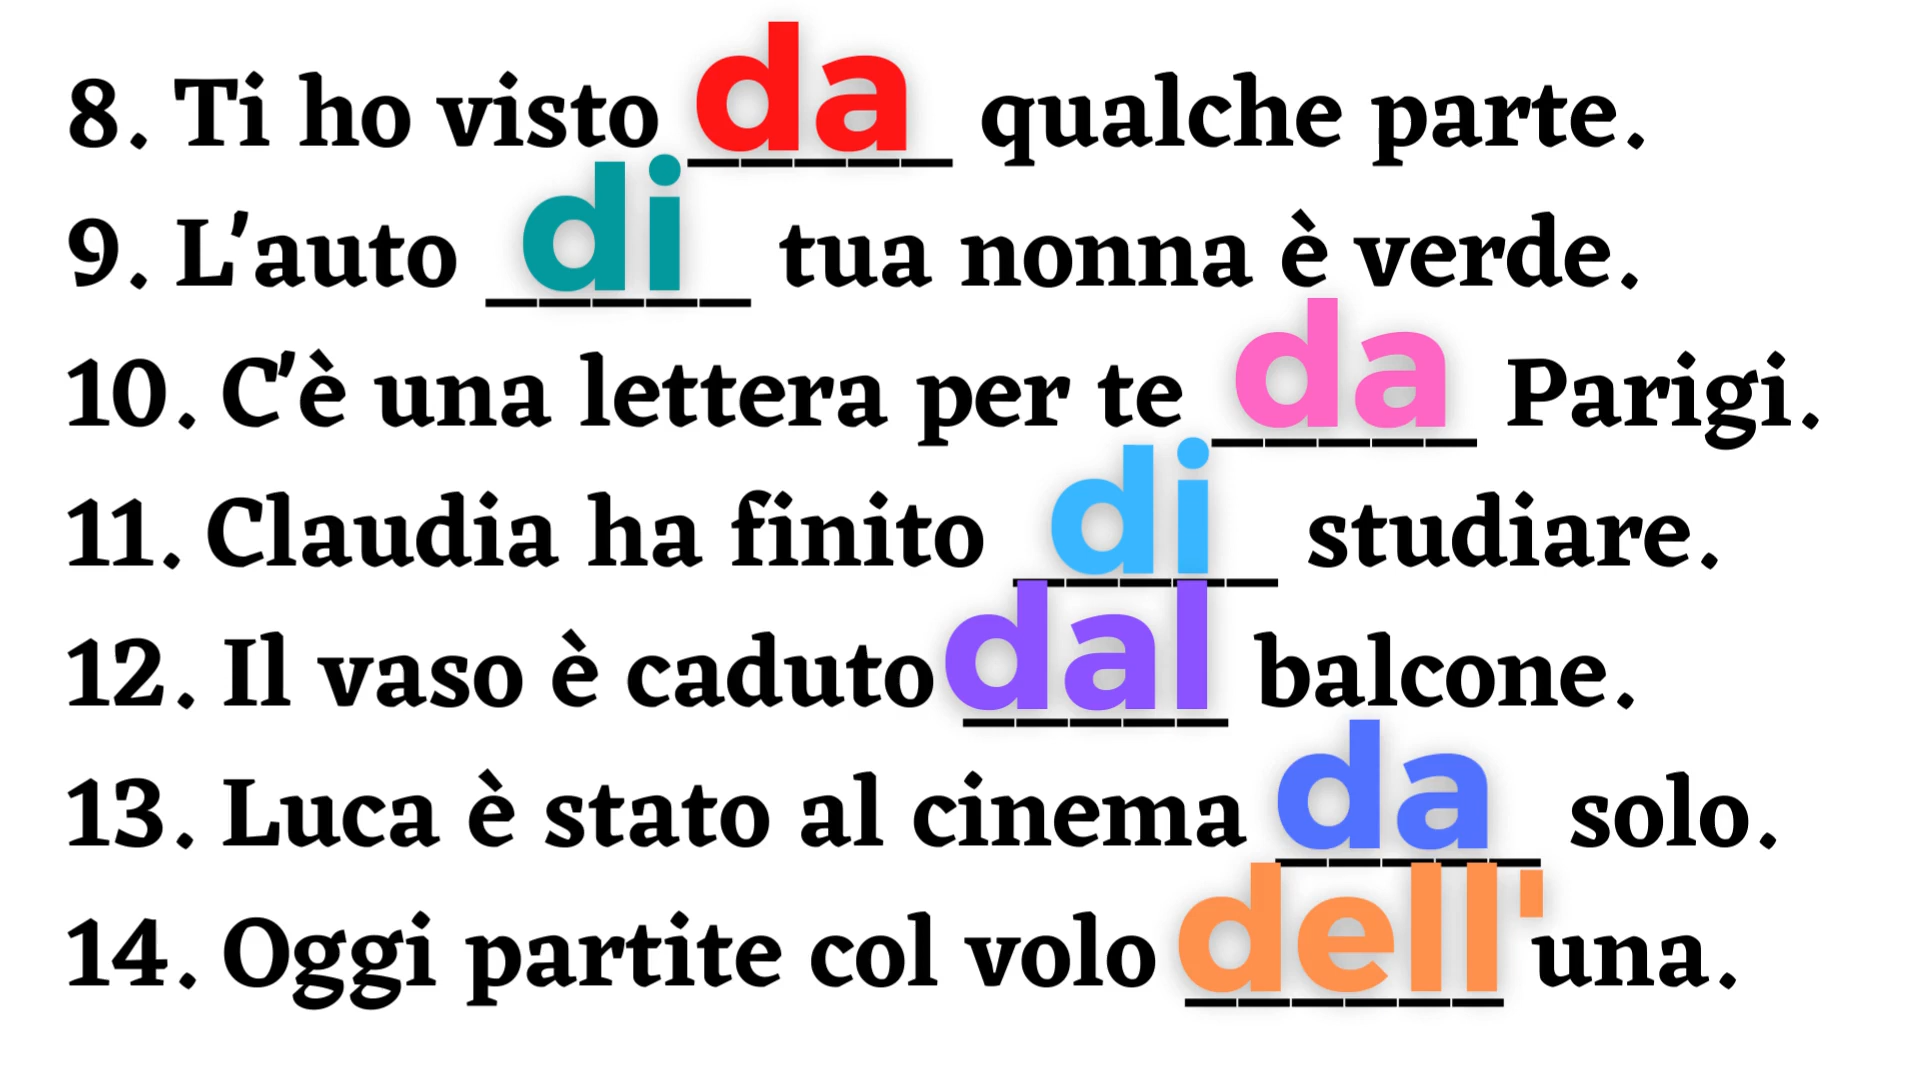 8. Ti ho visto da qualche parte.
9. L'auto di tua nonna è verde.
10. C'è una lettera per te da Parigi.
11. Claudia ha finito di studiare.
12. Il vaso è caduto dal balcone.
13. Luca è stato al cinema da solo.
14. Oggi partite col volo dell'una.